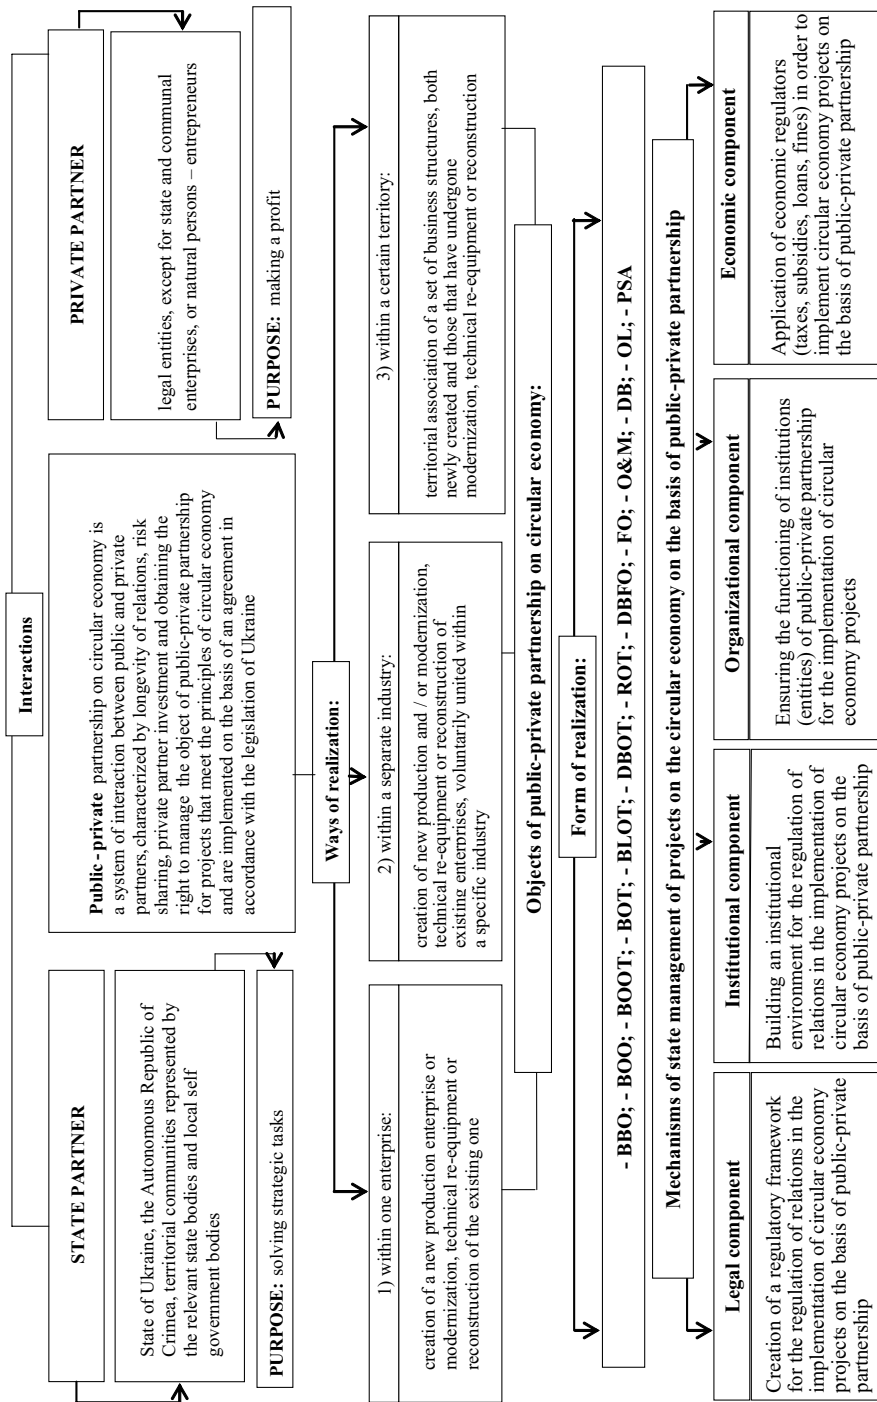 Interactions
STATE PARTNER
State of Ukraine, the Autonomous Republic of
Crimea, territorial communities represented by
the relevant state bodies and local self
government bodies
PURPOSE: solving strategic tasks
Public - private partnership on circular economy is
a system of interaction between public and private
partners, characterized by longevity of relations, risk
sharing, private partner investment and obtaining the
right to manage the object of public-private partnership
for projects that meet the principles of circular economy
and are implemented on the basis of an agreement in
accordance with the legislation of Ukraine
PRIVATE PARTNER
legal entities, except for state and communal
enterprises, or natural persons – entrepreneurs
PURPOSE: making a profit
Ways of realization:
1) within one enterprise:
creation of a new production enterprise or
modernization, technical re-equipment or
reconstruction of the existing one
2) within a separate industry:
creation of new production and / or modernization,
technical re-equipment or reconstruction of
existing enterprises, voluntarily united within
a specific industry
3) within a certain territory:
territorial association of a set of business structures, both
newly created and those that have undergone
modernization, technical re-equipment or reconstruction
Objects of public-private partnership on circular economy:
Form of realization:
- BBO; - BOO; - BOOT; - BOT; - BLOT; - DBOT; - ROT; - DBFO; - FO; - O&M; - DB; - OL; - PSA
Mechanisms of state management of projects on the circular economy on the basis of public-private partnership
Legal component
Creation of a regulatory framework
for the regulation of relations in the
implementation of circular economy
projects on the basis of public-private
partnership
Institutional component
Building an institutional
environment for the regulation of
relations in the implementation of
circular economy projects on the
basis of public-private partnership
Organizational component
Ensuring the functioning of institutions
(entities) of public-private partnership
for the implementation of circular
economy projects
Economic component
Application of economic regulators
(taxes, subsidies, loans, fines) in order to
implement circular economy projects on
the basis of public-private partnership